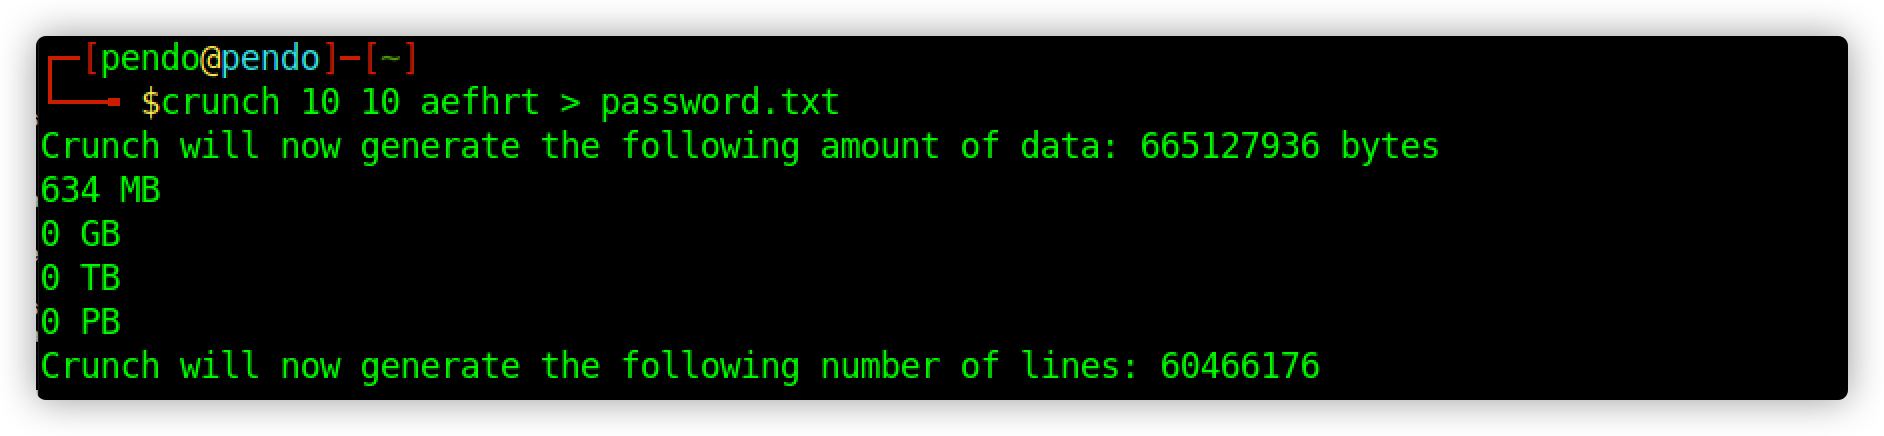 [pendo@pendo]-[~]
$crunch 10 10 aefhrt > password.txt
Crunch will now generate the following amount of data: 665127936 bytes
634 MB
0 GB
0 TB
0 PB
Crunch will now generate the following number of lines: 60466176